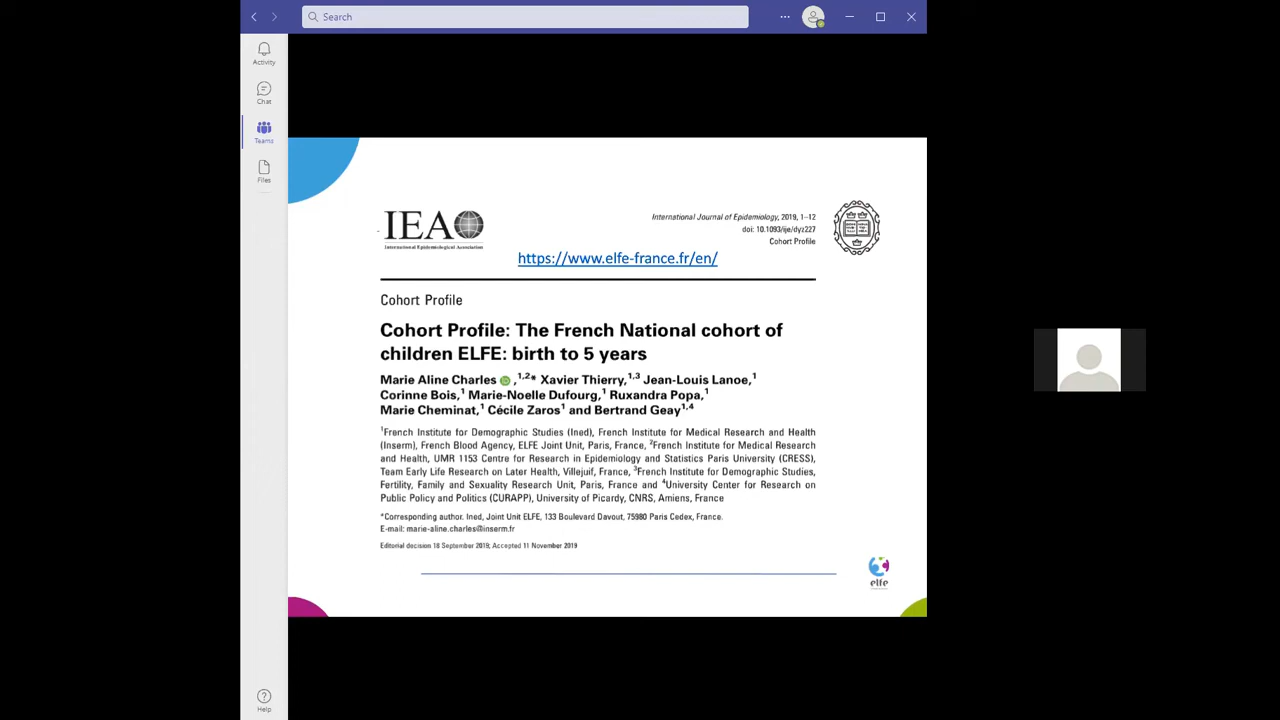 Search
Activity
Chat
Teams
Files
Help
IEA
International Epidemiological Association
International Journal of Epidemiology, 2019, 1–12
doi: 10.1093/ije/dyz227
Cohort Profile
https://www.elfe-france.fr/en/
Cohort Profile
Cohort Profile: The French National cohort of
children ELFE: birth to 5 years
Marie Aline Charles iD ,1,2* Xavier Thierry,1,3 Jean-Louis Lanoe,1
Corinne Bois,1 Marie-Noelle Dufourg,1 Ruxandra Popa,1
Marie Cheminat,1 Cécile Zaros1 and Bertrand Geay1,4
1French Institute for Demographic Studies (Ined), French Institute for Medical Research and Health
(Inserm), French Blood Agency, ELFE Joint Unit, Paris, France, 2French Institute for Medical Research
and Health, UMR 1153 Centre for Research in Epidemiology and Statistics Paris University (CRESS),
Team Early Life Research on Later Health, Villejuif, France, 3French Institute for Demographic Studies,
Fertility, Family and Sexuality Research Unit, Paris, France and 4University Center for Research on
Public Policy and Politics (CURAPP), University of Picardy, CNRS, Amiens, France
*Corresponding author. Ined, Joint Unit ELFE, 133 Boulevard Davout, 75980 Paris Cedex, France.
E-mail: marie-aline.charles@inserm.fr
Editorial decision 18 September 2019; Accepted 11 November 2019
elfe